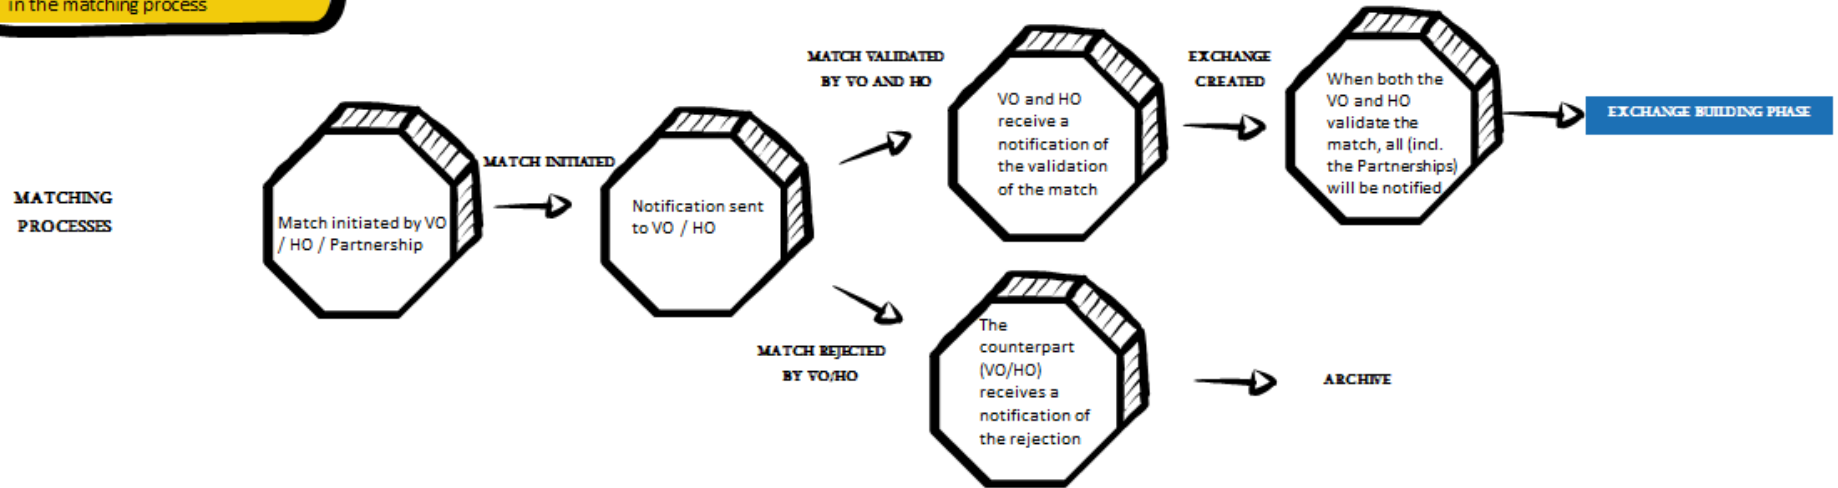 in the matching process
MATCHING
PROCESSES
Match initiated by VO
/ HO / Partnership
MATCH INITIATED
Notification sent
to VO / HO
MATCH VALIDATED
BY VO AND HO
VO and HO
receive a
notification of
the validation
of the match
EXCHANGE
CREATED
When both the
VO and HO
validate the
match, all (incl.
the Partnerships)
will be notified
EXCHANGE BUILDING PHASE
MATCH REJECTED
BY VO/HO
The
counterpart
(VO/HO)
receives a
notification of
the rejection
ARCHIVE